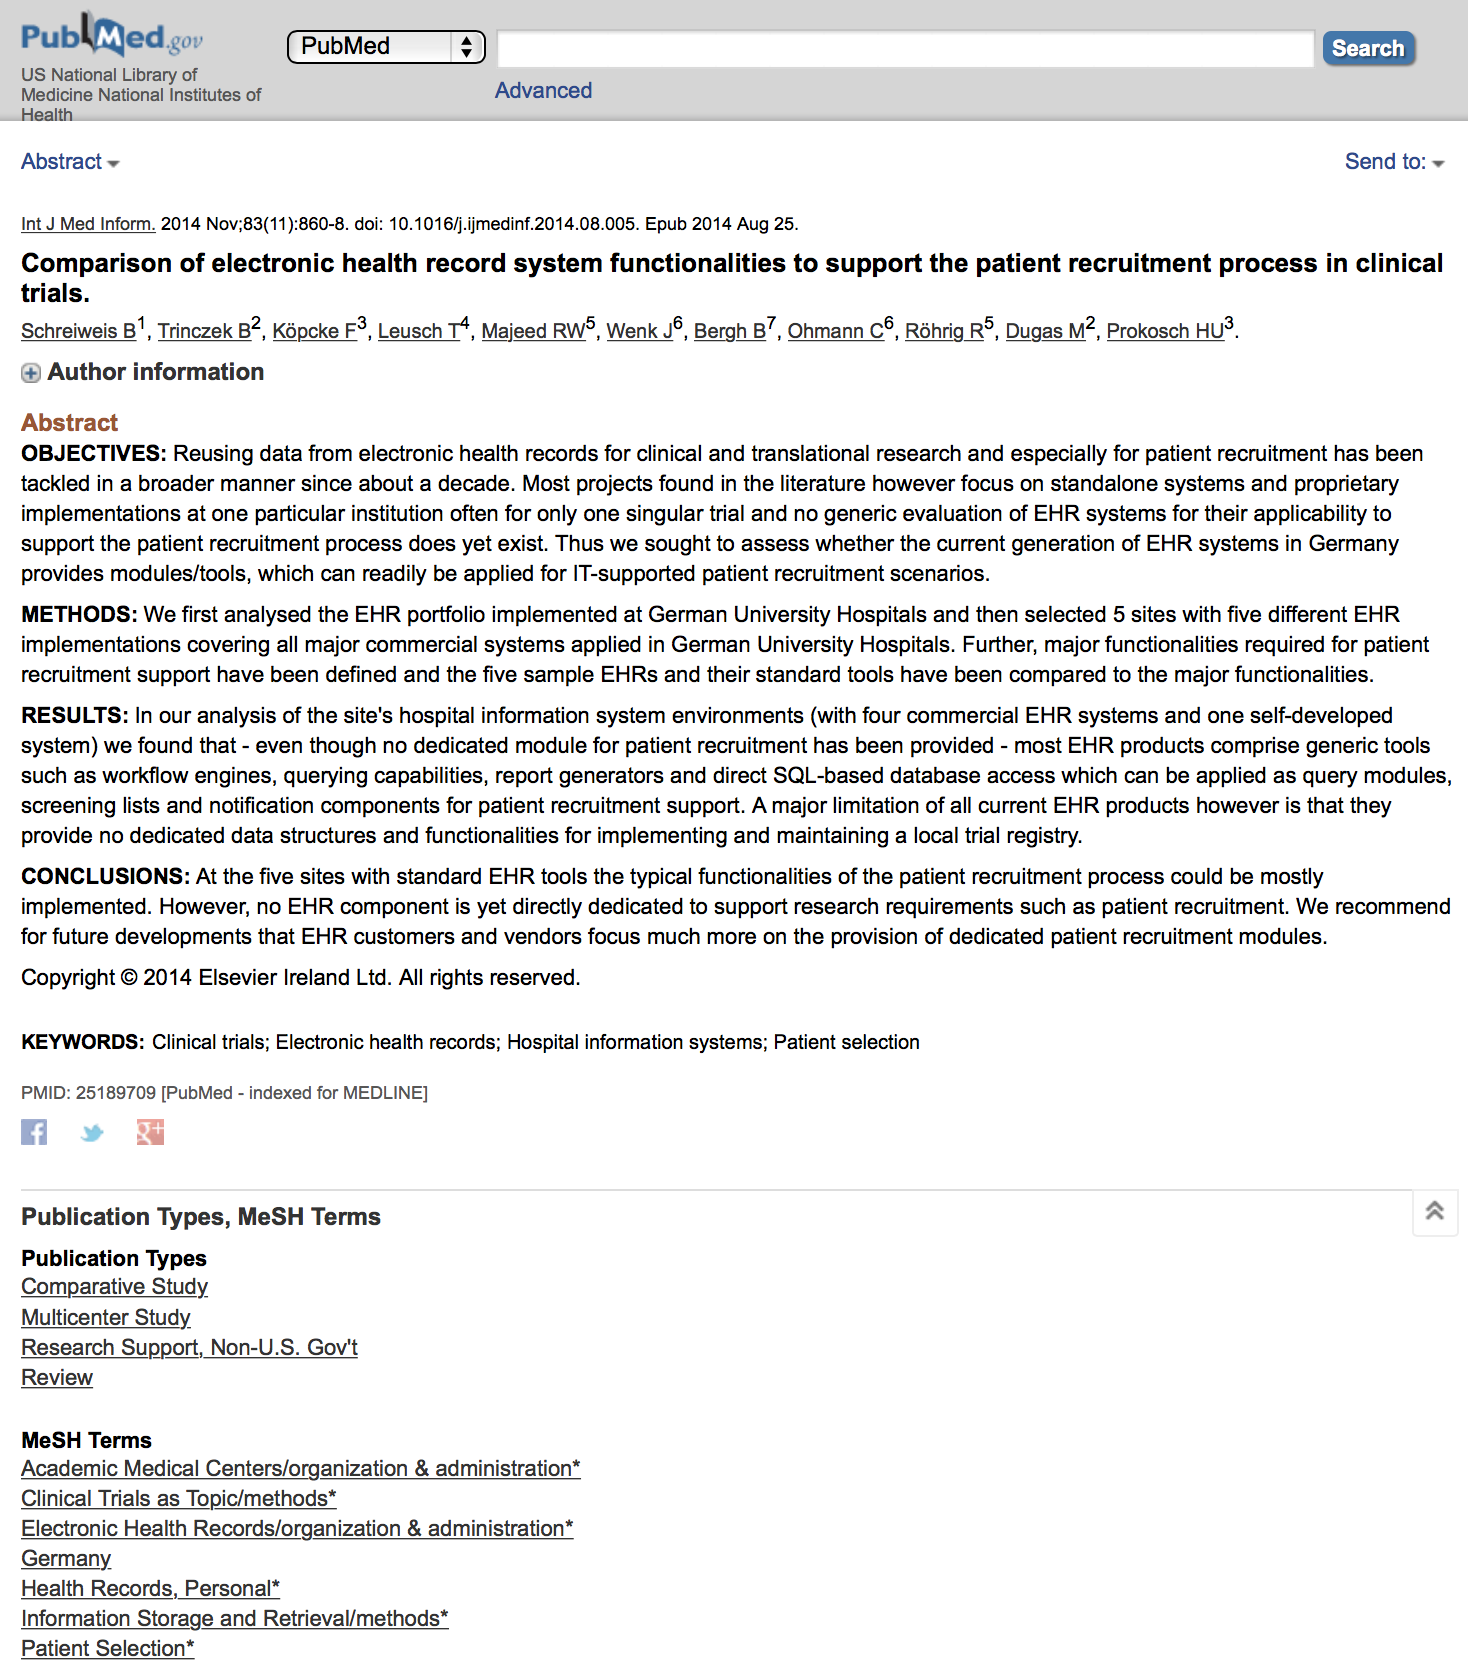 PubMed.gov
US National Library of
Medicine National Institutes of
Health
PubMed
Search
Advanced
Abstract
Send to:
Int J Med Inform. 2014 Nov;83(11):860-8. doi: 10.1016/j.ijmedinf.2014.08.005. Epub 2014 Aug 25.
Comparison of electronic health record system functionalities to support the patient recruitment process in clinical
trials.
Schreiweis B1, Trinczek B2, Köpcke F3, Leusch T4, Majeed RW5, Wenk J6, Bergh B7, Ohmann C6, Röhrig R5, Dugas M2, Prokosch HU3.
Author information
Abstract
OBJECTIVES: Reusing data from electronic health records for clinical and translational research and especially for patient recruitment has been
tackled in a broader manner since about a decade. Most projects found in the literature however focus on standalone systems and proprietary
implementations at one particular institution often for only one singular trial and no generic evaluation of EHR systems for their applicability to
support the patient recruitment process does yet exist. Thus we sought to assess whether the current generation of EHR systems in Germany
provides modules/tools, which can readily be applied for IT-supported patient recruitment scenarios.
METHODS: We first analysed the EHR portfolio implemented at German University Hospitals and then selected 5 sites with five different EHR
implementations covering all major commercial systems applied in German University Hospitals. Further, major functionalities required for patient
recruitment support have been defined and the five sample EHRs and their standard tools have been compared to the major functionalities.
RESULTS: In our analysis of the site's hospital information system environments (with four commercial EHR systems and one self-developed
system) we found that - even though no dedicated module for patient recruitment has been provided - most EHR products comprise generic tools
such as workflow engines, querying capabilities, report generators and direct SQL-based database access which can be applied as query modules,
screening lists and notification components for patient recruitment support. A major limitation of all current EHR products however is that they
provide no dedicated data structures and functionalities for implementing and maintaining a local trial registry.
CONCLUSIONS: At the five sites with standard EHR tools the typical functionalities of the patient recruitment process could be mostly
implemented. However, no EHR component is yet directly dedicated to support research requirements such as patient recruitment. We recommend
for future developments that EHR customers and vendors focus much more on the provision of dedicated patient recruitment modules.
Copyright © 2014 Elsevier Ireland Ltd. All rights reserved.
KEYWORDS: Clinical trials; Electronic health records; Hospital information systems; Patient selection
PMID: 25189709 [PubMed - indexed for MEDLINE]
f g+
Publication Types, MeSH Terms
Publication Types
Comparative Study
Multicenter Study
Research Support, Non-U.S. Gov't
Review
MeSH Terms
Academic Medical Centers/organization & administration*
Clinical Trials as Topic/methods*
Electronic Health Records/organization & administration*
Germany
Health Records, Personal*
Information Storage and Retrieval/methods*
Patient Selection*